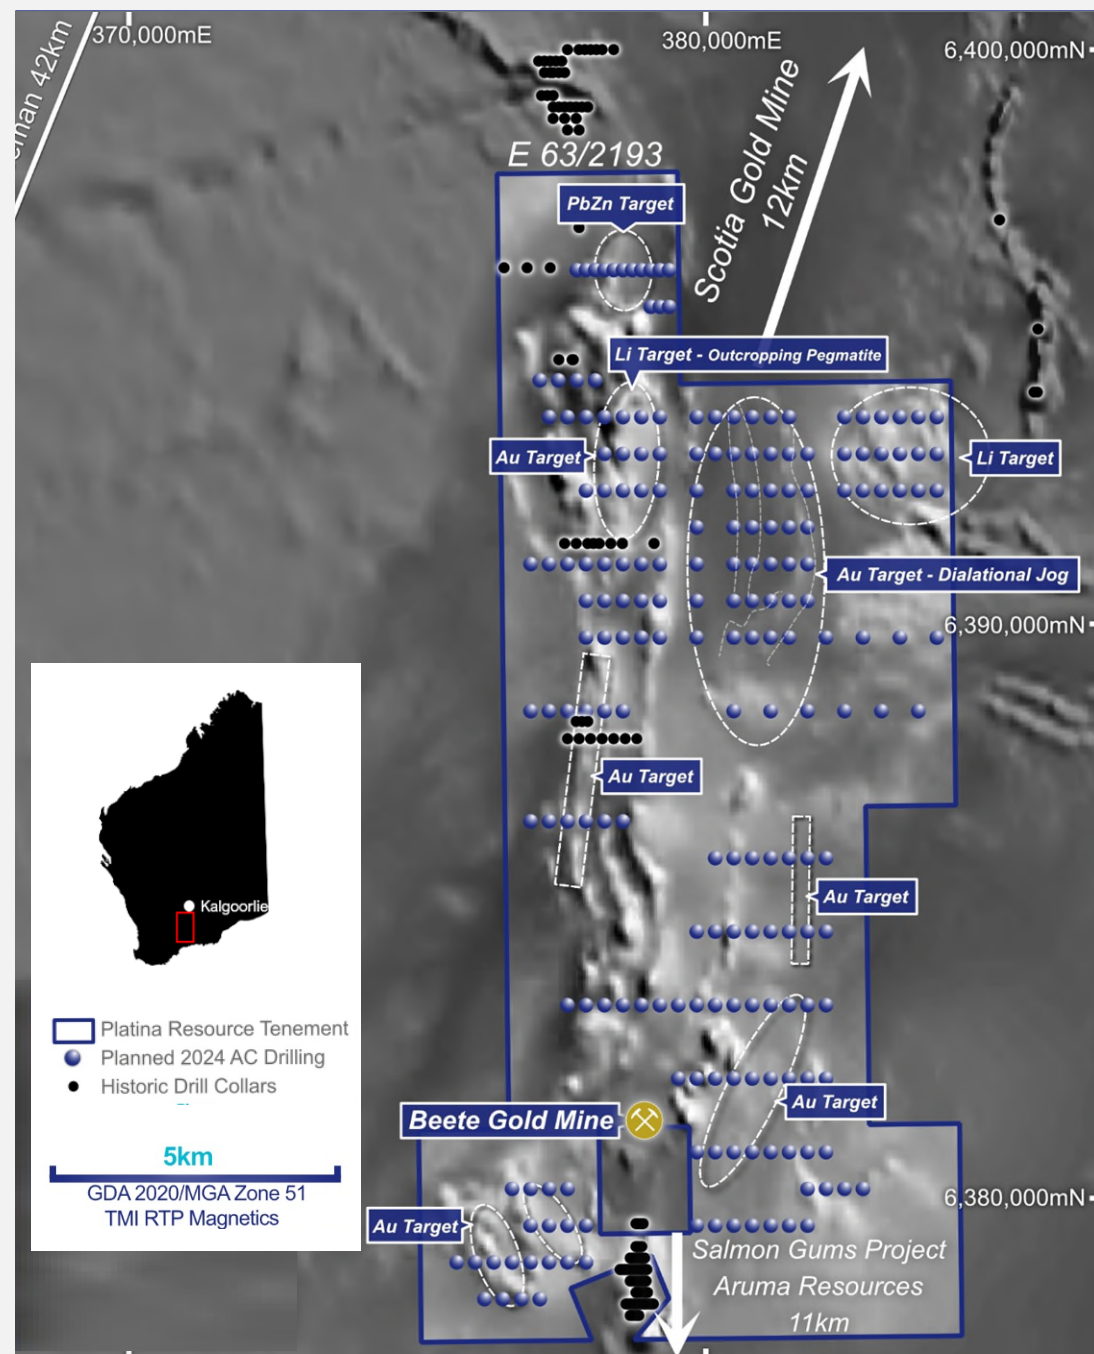 370,000mE
380,000mE
6,400,000mN
42km
Scotia Gold Mine
12km
E 63/2193
PbZn Target
Li Target - Outcropping Pegmatite
Au Target
Li Target
Au Target - Dialational Jog
6,390,000mN
Au Target
Au Target
Kalgoorlie
Platina Resource Tenement
Planned 2024 AC Drilling
Historic Drill Collars
5km
GDA 2020/MGA Zone 51
TMI RTP Magnetics
Au Target
Beete Gold Mine
Au Target
6,380,000mN
Salmon Gums Project
Aruma Resources
11km